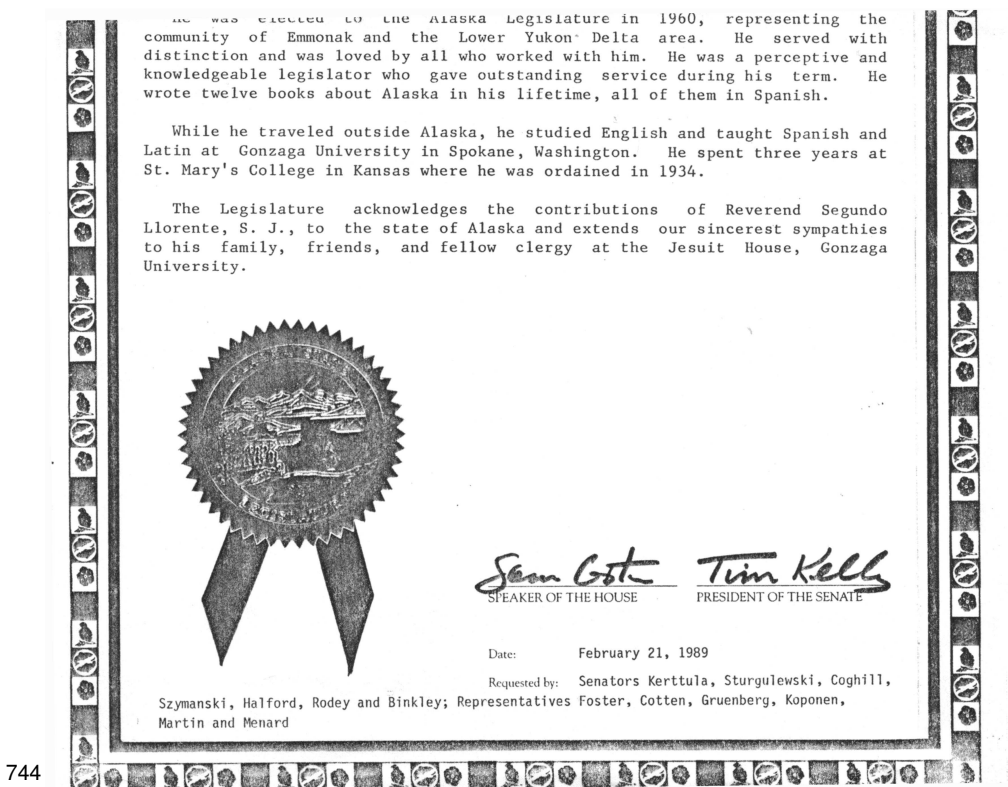 He was elected to the Alaska Legislature in 1960, representing the
community of Emmonak and the Lower Yukon Delta area. He served with
distinction and was loved by all who worked with him. He was a perceptive and
knowledgeable legislator who gave outstanding service during his term. He
wrote twelve books about Alaska in his lifetime, all of them in Spanish.
While he traveled outside Alaska, he studied English and taught Spanish and
Latin at Gonzaga University in Spokane, Washington. He spent three years at
St. Mary's College in Kansas where he was ordained in 1934.
The Legislature acknowledges the contributions of Reverend Segundo
Llorente, S. J., to the state of Alaska and extends our sincerest sympathies
to his family, friends, and fellow clergy at the Jesuit House, Gonzaga
University.
Sam Cotten Tim Kelly
SPEAKER OF THE HOUSE PRESIDENT OF THE SENATE
Date: February 21, 1989
Requested by: Senators Kerttula, Sturgulewski, Coghill,
Szymanski, Halford, Rodey and Binkley; Representatives Foster, Cotten, Gruenberg, Koponen,
Martin and Menard
744